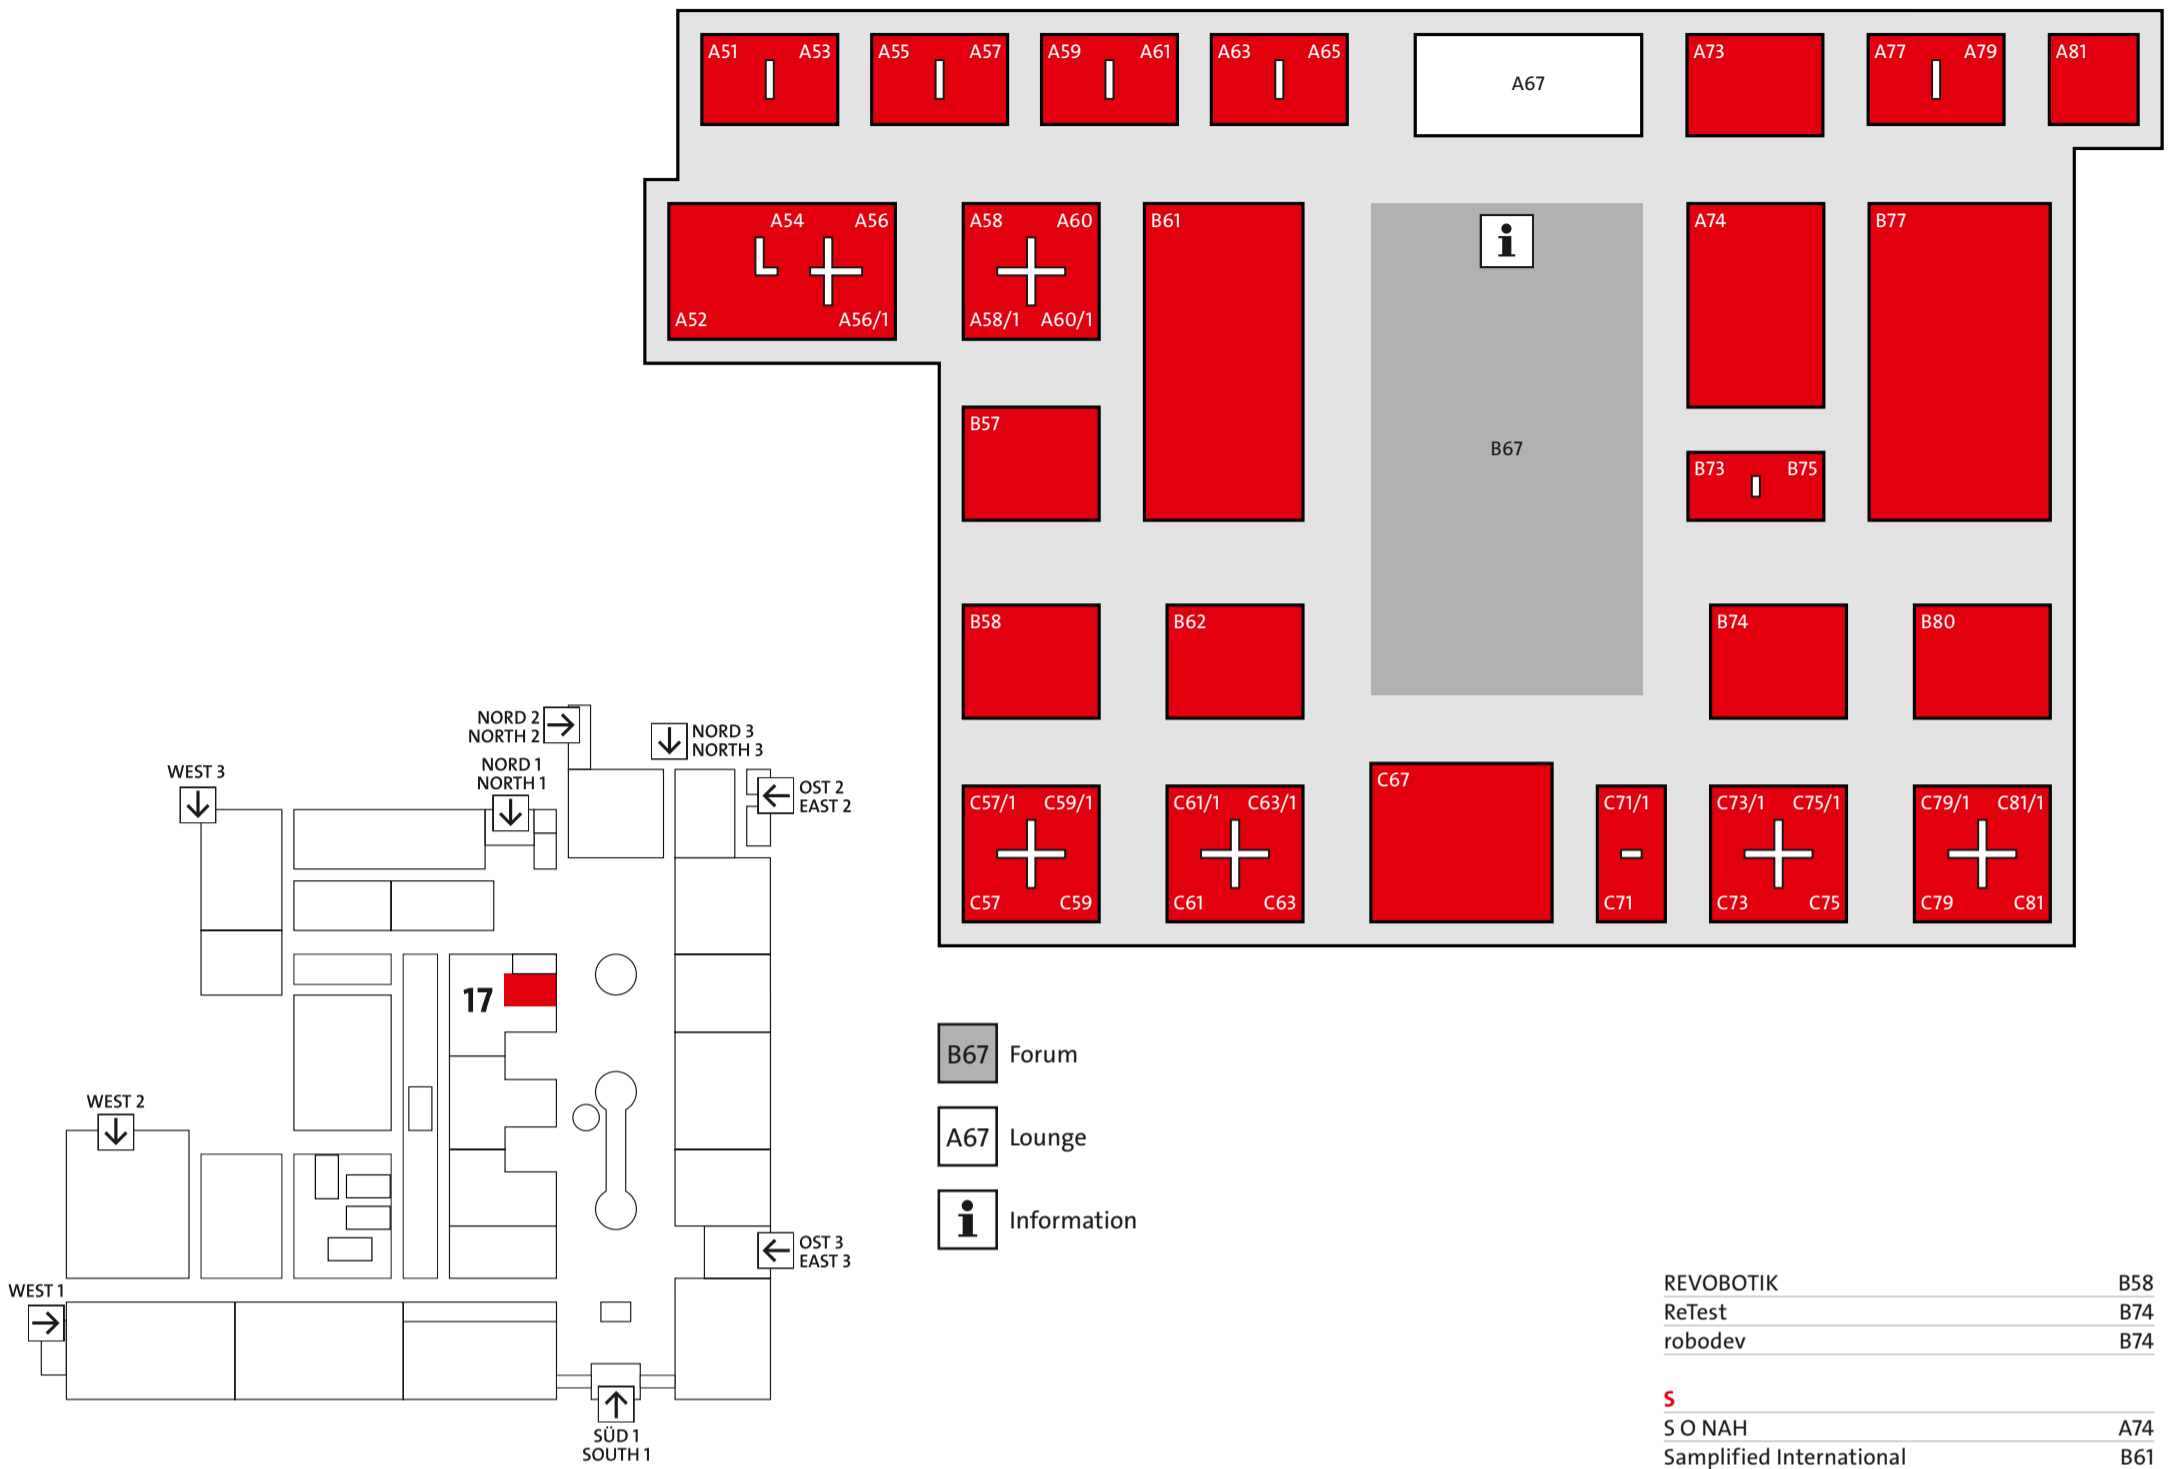 A51 A53 A55 A57 A59 A61 A63 A65 A67 A73 A77 A79 A81
A54 A56 A58 A60 B61 A74 B77
A52 A56/1 A58/1 A60/1
B57 B67 B73 B75
B58 B62 B74 B80
C67
C57/1 C59/1 C61/1 C63/1 C71/1 C73/1 C75/1 C79/1 C81/1
C57 C59 C61 C63 C71 C73 C75 C79 C81
NORD 2
NORTH 2
NORD 3
NORTH 3
NORD 1
NORTH 1
WEST 3
OST 2
EAST 2
17
WEST 2
OST 3
EAST 3
WEST 1
SÜD 1
SOUTH 1
B67 Forum
A67 Lounge
i Information
REVOBOTIK B58
ReTest B74
robodev B74
S
S O NAH A74
Samplified International B61